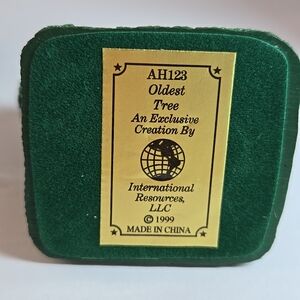 AH123
Oldest
Tree
An Exclusive
Creation By
International
Resources,
LLC
© 1999
MADE IN CHINA